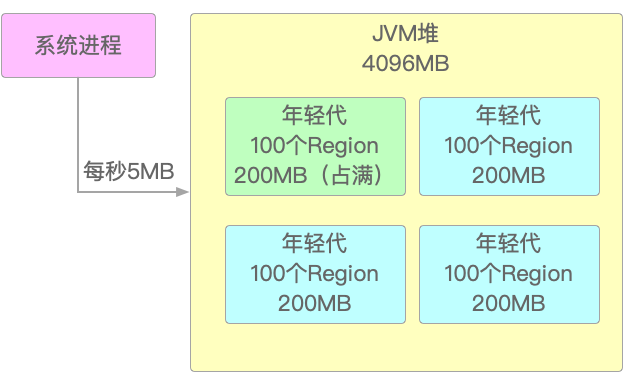 系统进程
每秒5MB
JVM堆
4096MB
年轻代
100个Region
200MB（占满）
年轻代
100个Region
200MB
年轻代
100个Region
200MB
年轻代
100个Region
200MB